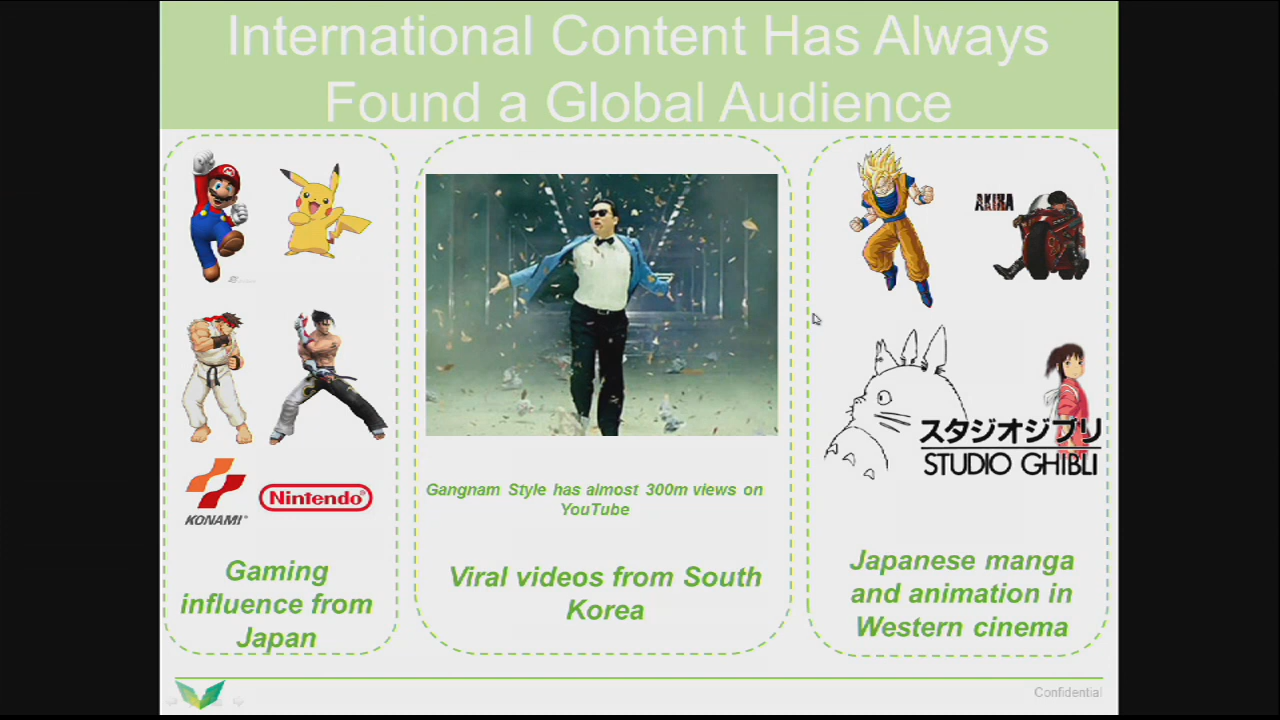 International Content Has Always
Found a Global Audience
AKIRA
スタジオジブリ
STUDIO GHIBLI
KONAMI
Nintendo®
Gangnam Style has almost 300m views on
YouTube
Gaming
influence from
Japan
Viral videos from South
Korea
Japanese manga
and animation in
Western cinema
Confidential